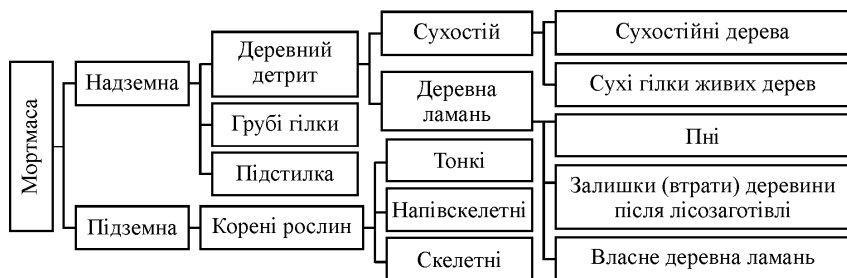 Мортмаса
Надземна
Підземна
Деревний
детрит
Грубі гілки
Підстилка
Корені рослин
Сухостій
Деревна
ламань
Тонкі
Напівскелетні
Скелетні
Сухостійні дерева
Сухі гілки живих дерев
Пні
Залишки (втрати) деревини
після лісозаготівлі
Власне деревна ламань